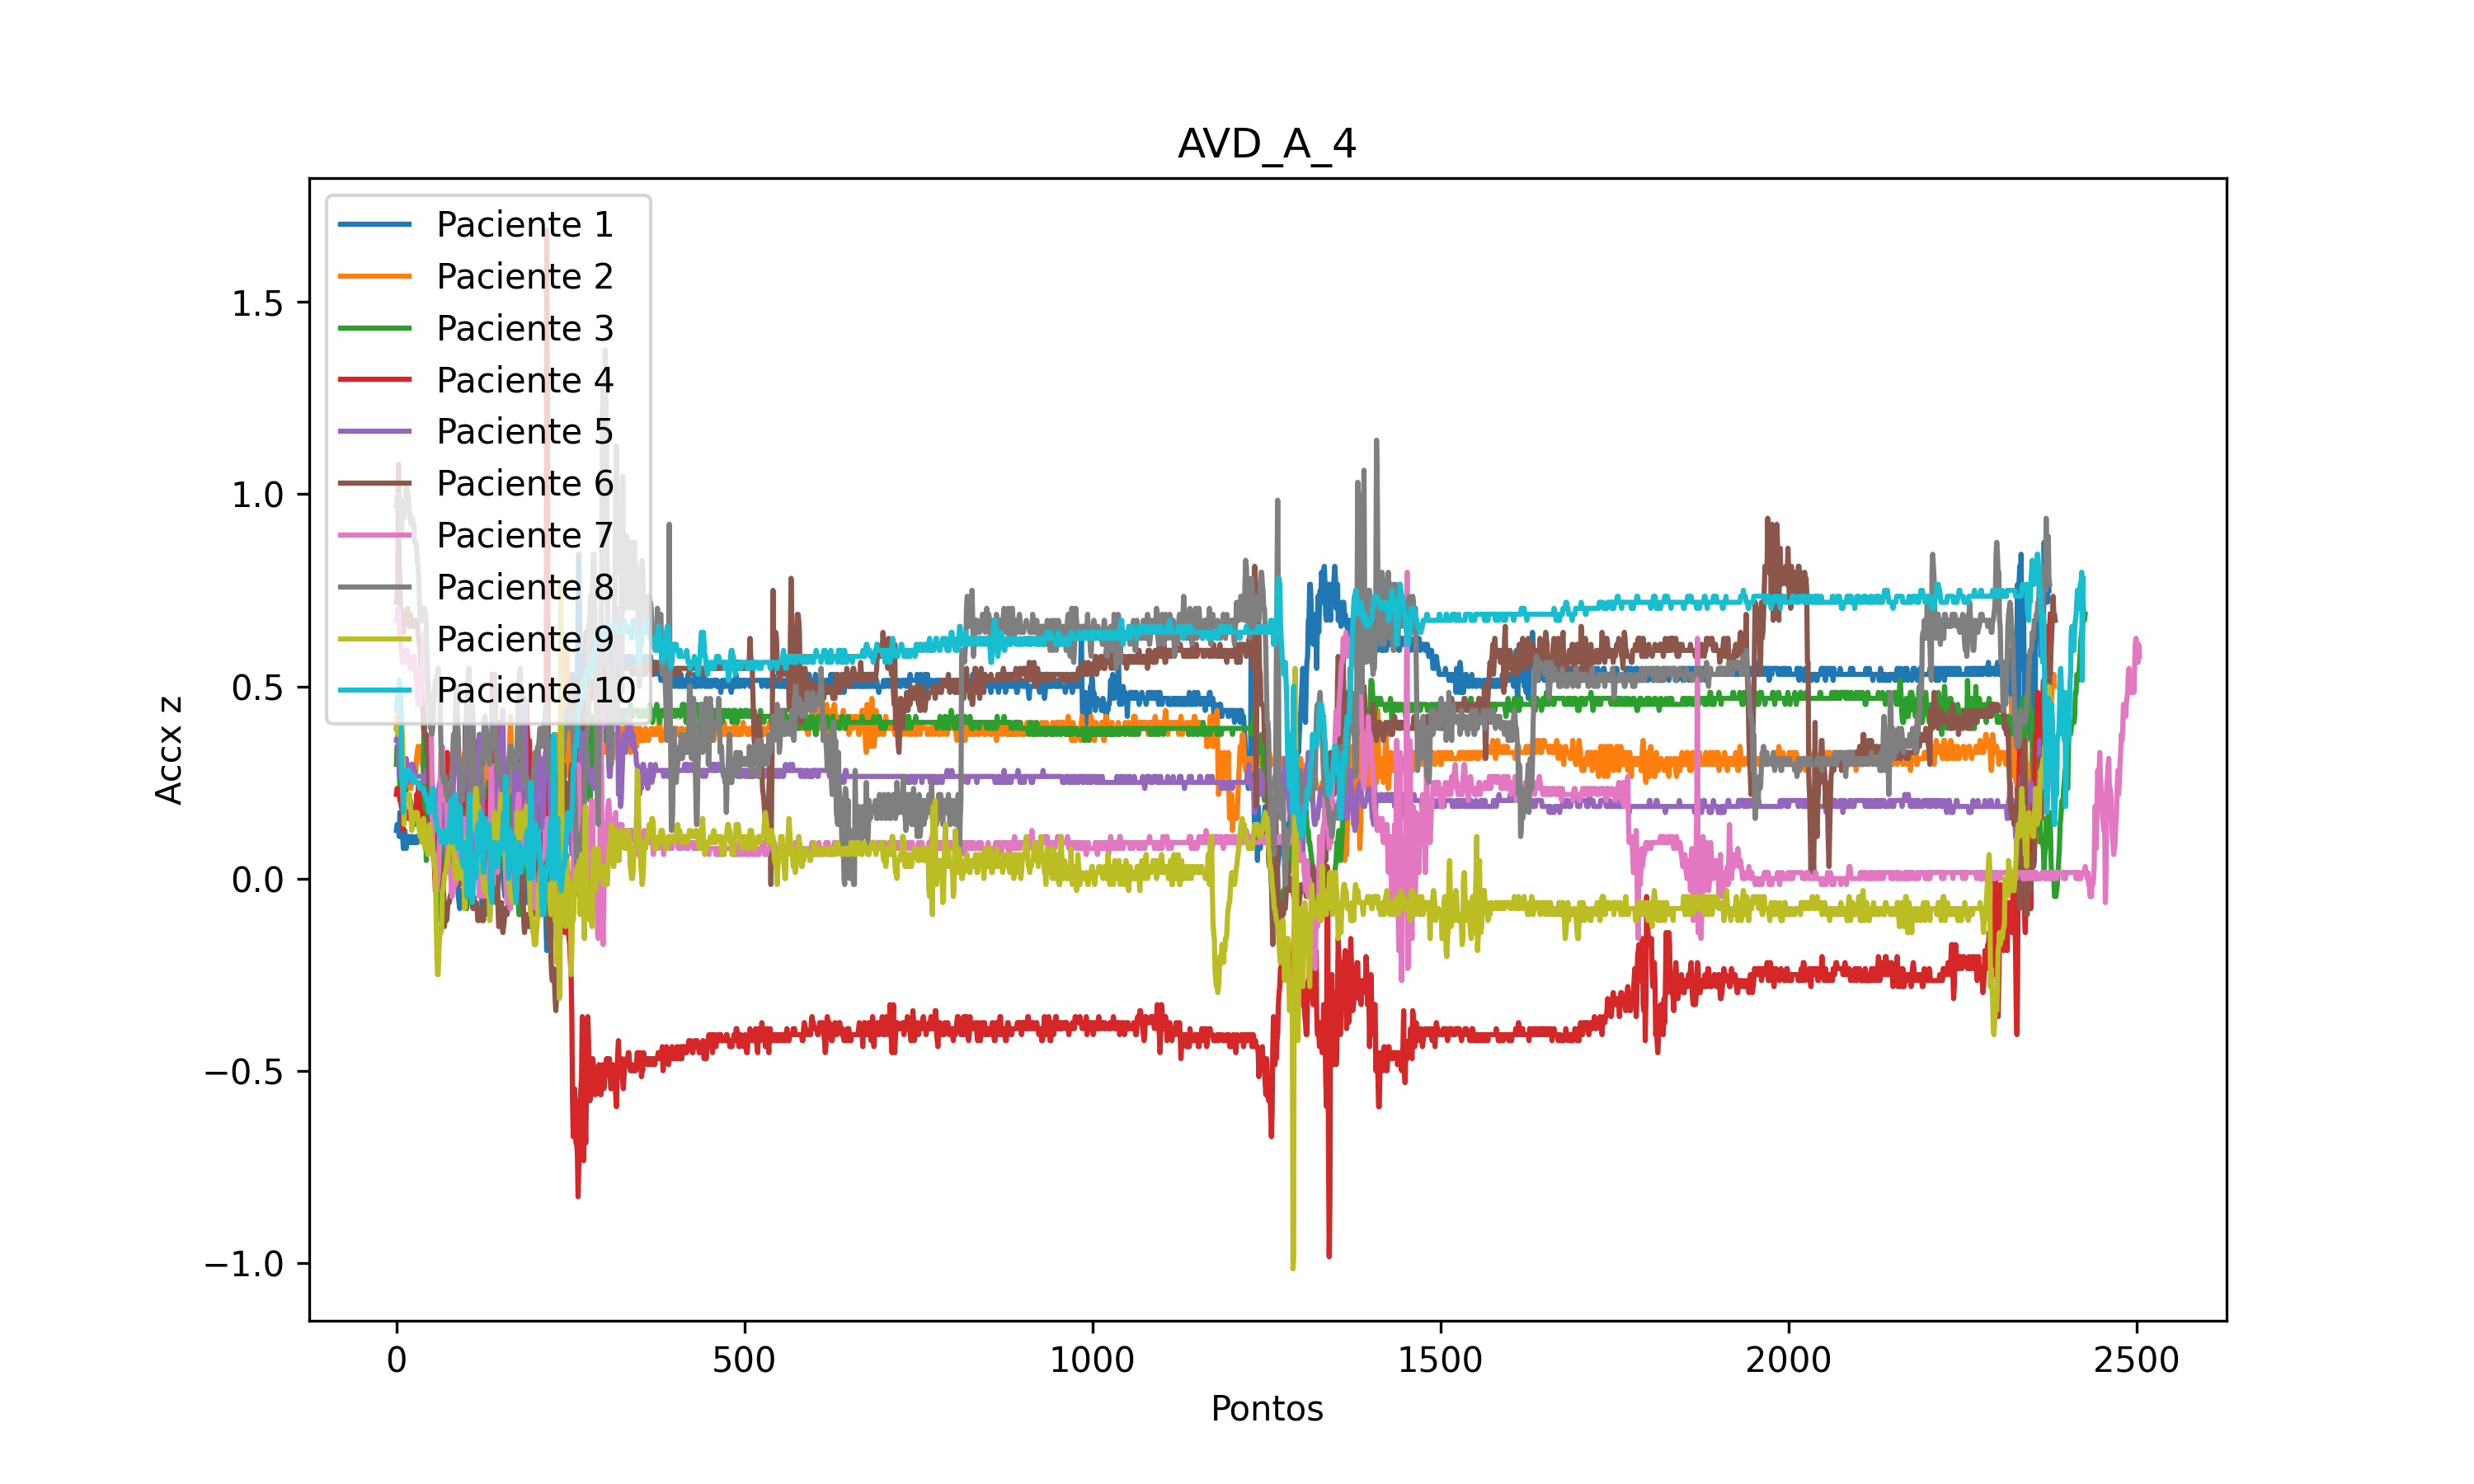 AVD_A_4
Paciente 1
Paciente 2
Paciente 3
Paciente 4
Paciente 5
Paciente 6
Paciente 7
Paciente 8
Paciente 9
Paciente 10
Accx z
1.5
1.0
0.5
0.0
−0.5
−1.0
0 500 1000 1500 2000 2500
Pontos